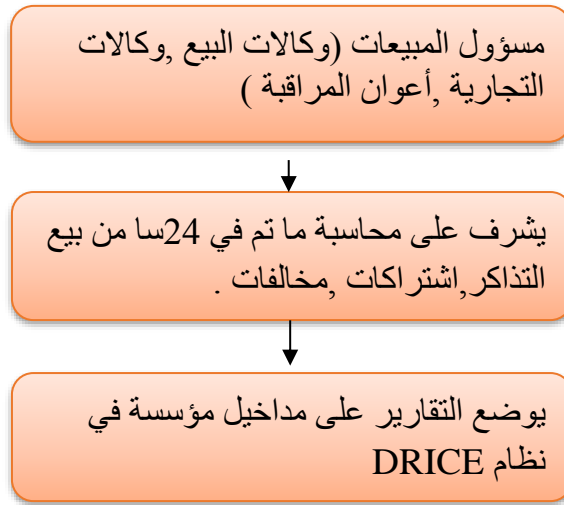 مسؤول المبيعات (وكالات البيع ,وكالات
التجارية ,أعوان المراقبة )
يشرف على محاسبة ما تم في 24سا من بيع
التذاكر,اشتراكات ,مخالفات .
يوضع التقارير على مداخيل مؤسسة في
نظام DRICE